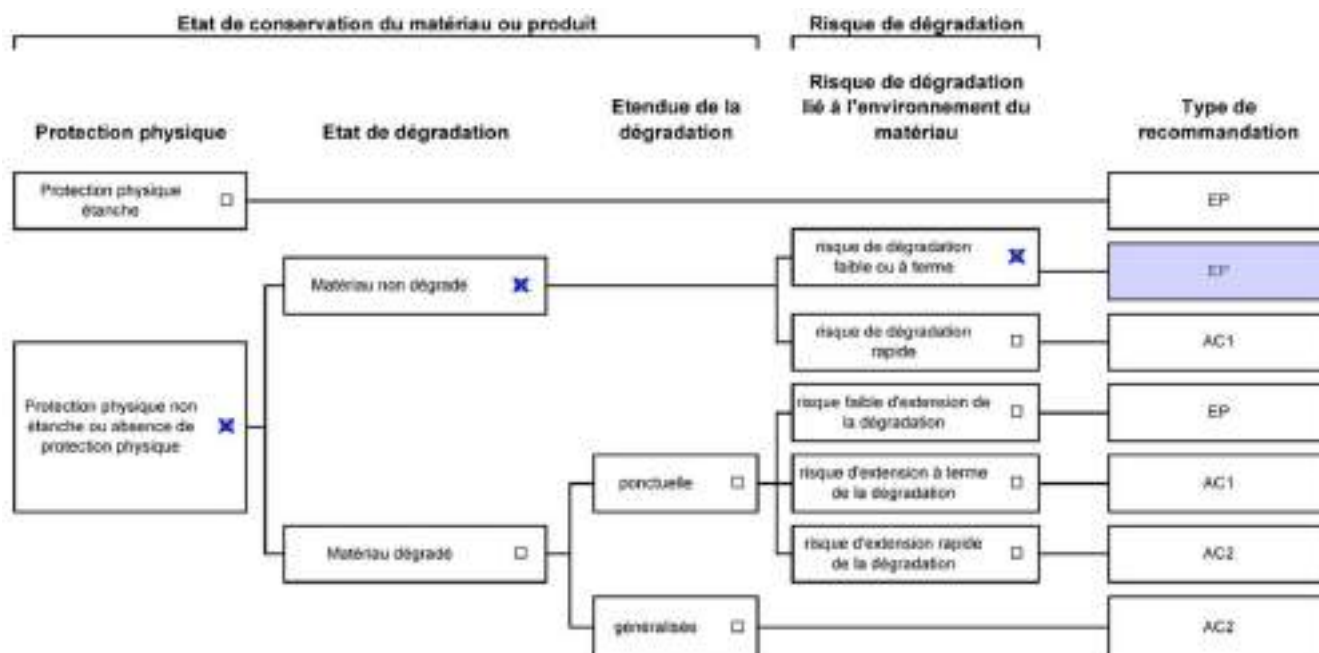 Etat de conservation du matériau ou produit
Risque de dégradation
Protection physique
Etat de dégradation
Etendue de la
dégradation
Risque de dégradation
lié à l'environnement du
matériau
Type de
recommandation
Protection physique
étanche
EP
Matériau non dégradé
risque de dégradation
faible ou à terme
EP
risque de dégradation
rapide
AC1
Protection physique non
étanche ou absence de
protection physique
risque faible d'extension de
la dégradation
EP
ponctuelle
risque d'extension à terme
de la dégradation
AC1
Matériau dégradé
risque d'extension rapide
de la dégradation
AC2
généralisée
AC2